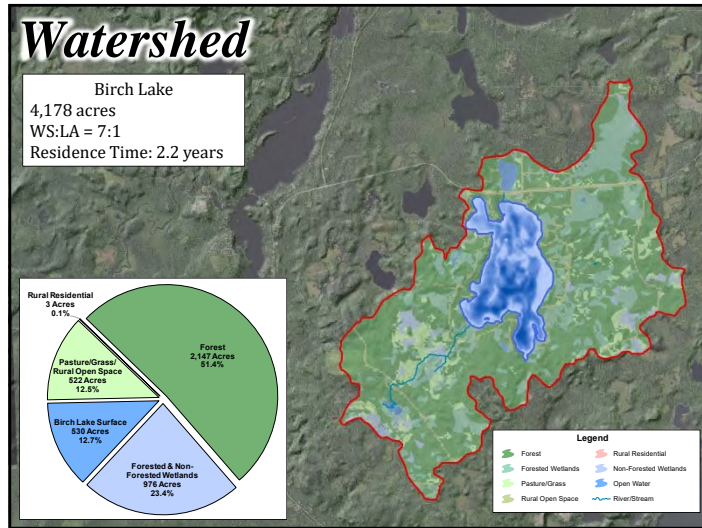 Watershed
Birch Lake
4,178 acres
WS:LA = 7:1
Residence Time: 2.2 years
Rural Residential
3 Acres
0.1%
Forest
2,147 Acres
51.4%
Pasture/Grass/
Rural Open Space
522 Acres
12.5%
Birch Lake Surface
530 Acres
12.7%
Forested & Non-
Forested Wetlands
976 Acres
23.4%
Legend
Forest
Rural Residential
Forested Wetlands
Non-Forested Wetlands
Pasture/Grass
Open Water
Rural Open Space
River/Stream